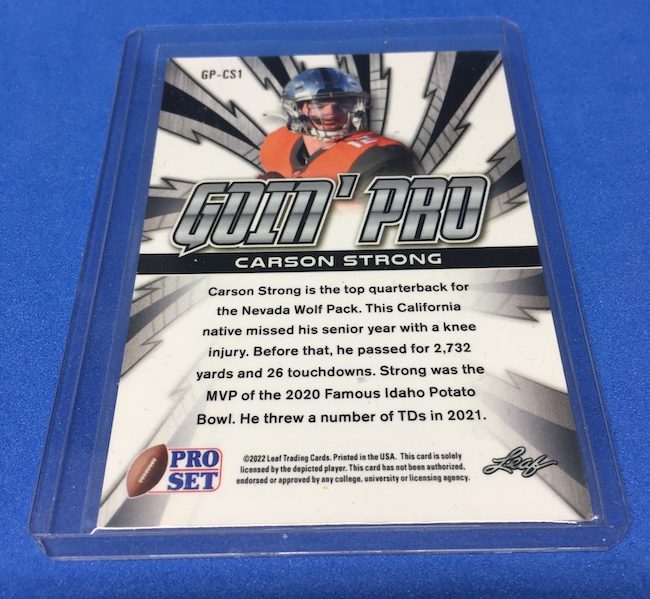 GP-CS1
12
GOIN' PRO
CARSON STRONG
Carson Strong is the top quarterback for
the Nevada Wolf Pack. This California
native missed his senior year with a knee
injury. Before that, he passed for 2,732
yards and 26 touchdowns. Strong was the
MVP of the 2020 Famous Idaho Potato
Bowl. He threw a number of TDs in 2021.
PRO
SET
©2022 Leaf Trading Cards. Printed in the USA. This card is solely
licensed by the depicted player. This card has not been authorized,
endorsed or approved by any college, university or licensing agency.
Leaf